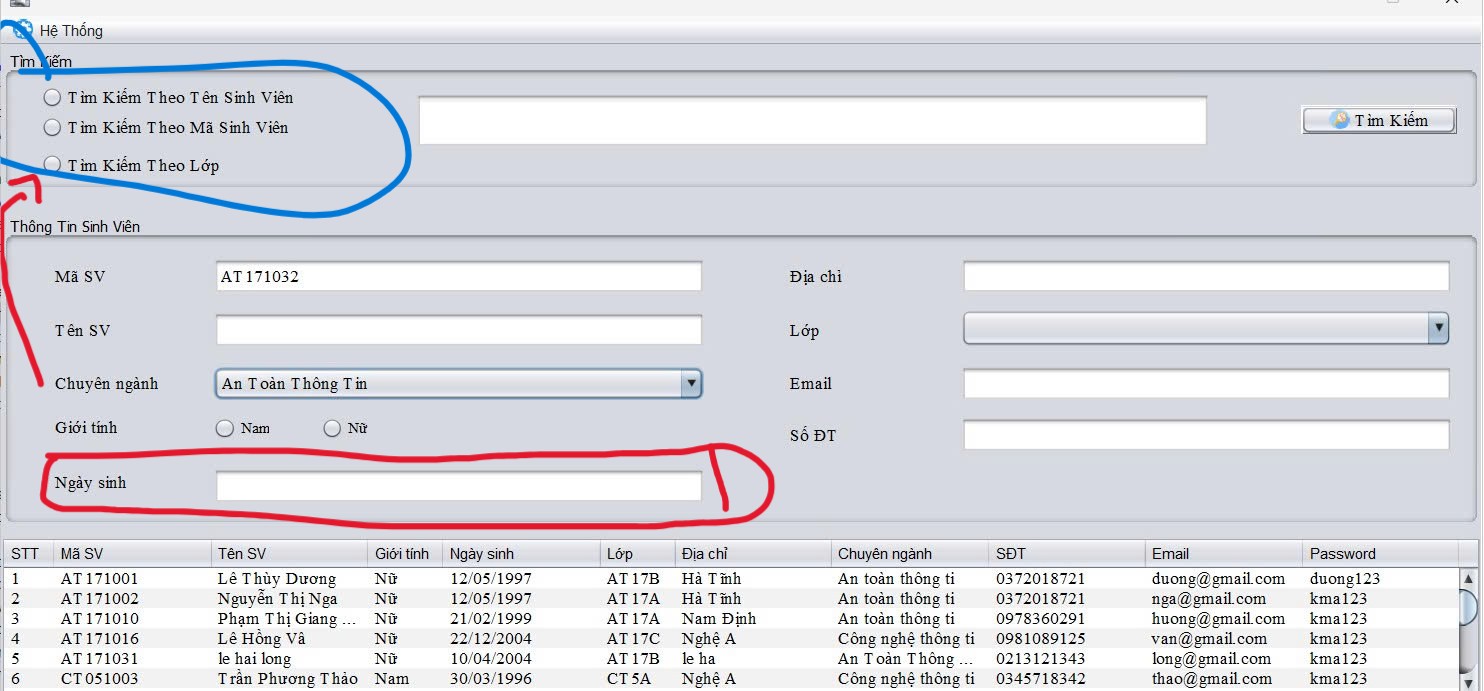 Hệ Thống
Tìm Kiếm
Tìm Kiếm Theo Tên Sinh Viên
Tìm Kiếm Theo Mã Sinh Viên
Tìm Kiếm Theo Lớp
Tìm Kiếm
Thông Tin Sinh Viên
Mã SV AT171032 Địa chỉ
Tên SV Lớp
Chuyên ngành An Toàn Thông Tin Email
Giới tính Nam Nữ Số ĐT
Ngày sinh
STT Mã SV Tên SV Giới tính Ngày sinh Lớp Địa chỉ Chuyên ngành SĐT Email Password
1 AT171001 Lê Thùy Dương Nữ 12/05/1997 AT17B Hà Tĩnh An toàn thông ti 0372018721 duong@gmail.com duong123
2 AT171002 Nguyễn Thị Nga Nữ 12/05/1997 AT17A Hà Tĩnh An toàn thông ti 0372018721 nga@gmail.com kma123
3 AT171010 Phạm Thị Giang ... Nữ 21/02/1999 AT17A Nam Định An toàn thông ti 0978360291 huong@gmail.com kma123
4 AT171016 Lê Hồng Vâ Nữ 22/12/2004 AT17C Nghệ A Công nghệ thông ti 0981089125 van@gmail.com kma123
5 AT171031 le hai long Nữ 10/04/2004 AT17B le ha An Toàn Thông ... 0213121343 long@gmail.com kma123
6 CT051003 Trần Phương Thảo Nam 30/03/1996 CT5A Nghệ A Công nghệ thông ti 0345718342 thao@gmail.com kma123